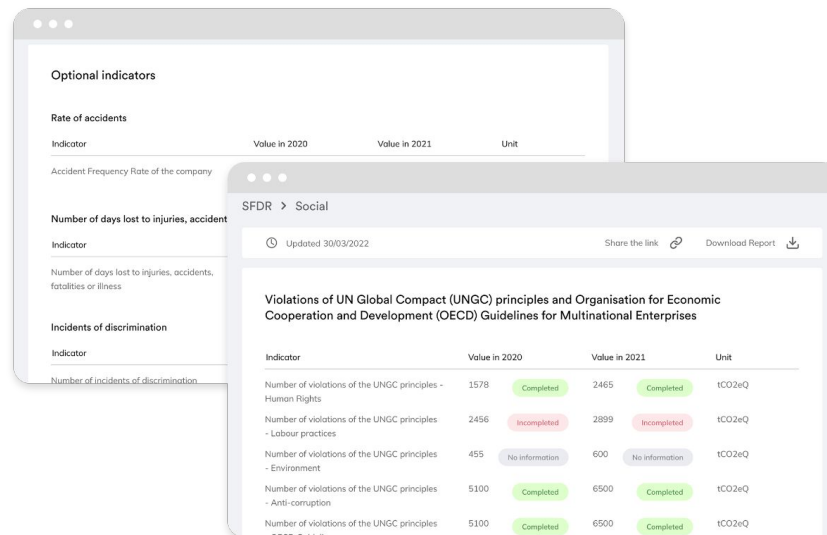 Optional indicators
Rate of accidents
Indicator Value in 2020 Value in 2021 Unit
Accident Frequency Rate of the company
Number of days lost to injuries, accident
Indicator
Number of days lost to injuries, accidents,
fatalities or illness
Incidents of discrimination
Indicator
Number of incidents of discrimination
SFDR > Social
Updated 30/03/2022 Share the link Download Report
Violations of UN Global Compact (UNGC) principles and Organisation for Economic
Cooperation and Development (OECD) Guidelines for Multinational Enterprises
Indicator Value in 2020 Value in 2021 Unit
Number of violations of the UNGC principles - 1578 Completed 2465 Completed tCO2eQ
Human Rights
Number of violations of the UNGC principles 2456 Incompleted 2899 Incompleted tCO2eQ
- Labour practices
Number of violations of the UNGC principles 455 No information 600 No information tCO2eQ
- Environment
Number of violations of the UNGC principles 5100 Completed 6500 Completed tCO2eQ
- Anti-corruption
Number of violations of the UNGC principles 5100 Completed 6500 Completed tCO2eQ